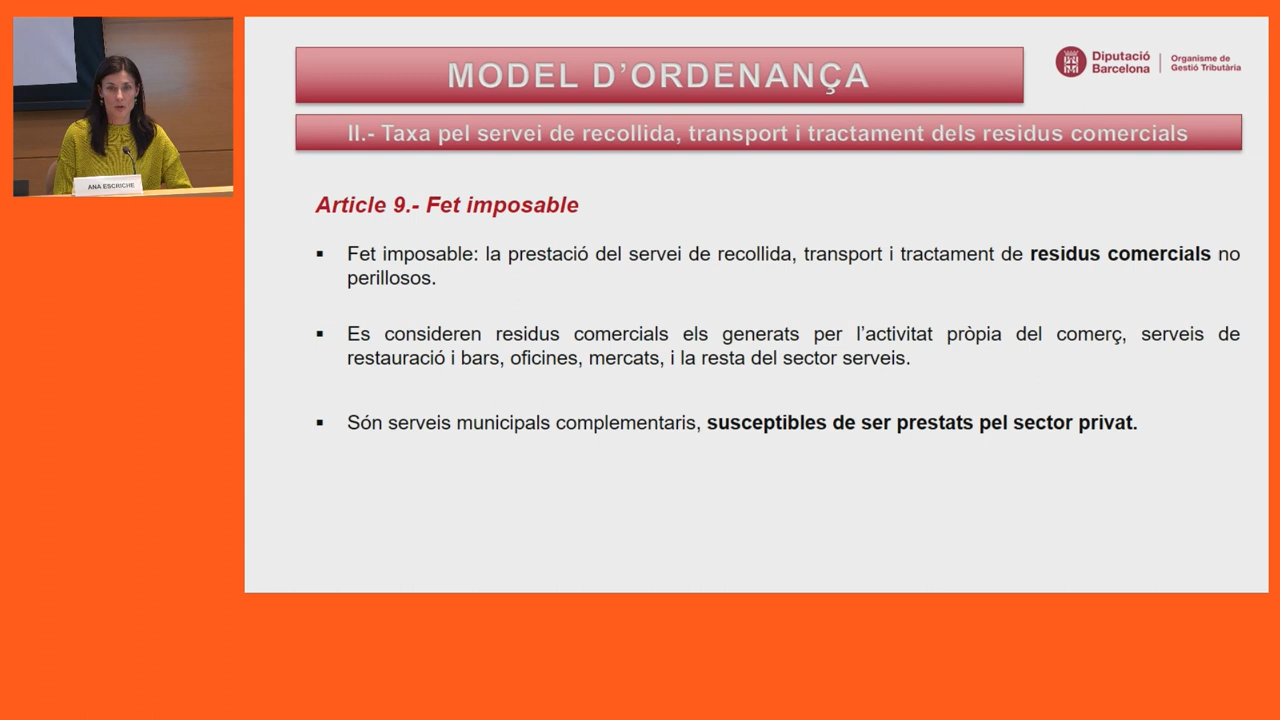 MODEL D’ORDENANÇA
Diputació
Barcelona
Organisme de
Gestió Tributària
II.- Taxa pel servei de recollida, transport i tractament dels residus comercials
ANA ESCRICHE
Article 9.- Fet imposable
▪ Fet imposable: la prestació del servei de recollida, transport i tractament de residus comercials no
perillosos.
▪ Es consideren residus comercials els generats per l’activitat pròpia del comerç, serveis de
restauració i bars, oficines, mercats, i la resta del sector serveis.
▪ Són serveis municipals complementaris, susceptibles de ser prestats pel sector privat.